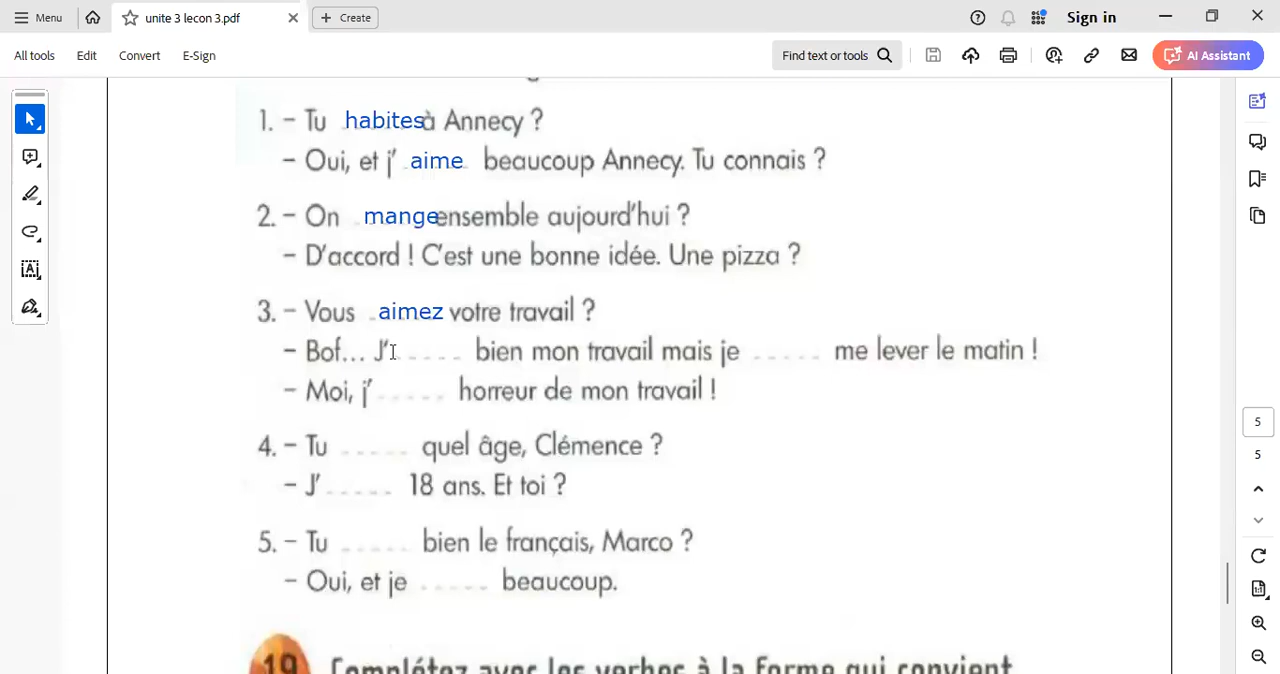 Menu
unite 3 lecon 3.pdf
Create
Sign in
All tools
Edit
Convert
E-Sign
Find text or tools
AI Assistant
1. – Tu habites à Annecy ?
– Oui, et j' aime beaucoup Annecy. Tu connais ?
2. – On mange ensemble aujourd'hui ?
– D'accord ! C'est une bonne idée. Une pizza ?
3. – Vous aimez votre travail ?
– Bof... J' ..... bien mon travail mais je ..... me lever le matin !
– Moi, j' ..... horreur de mon travail !
4. – Tu ..... quel âge, Clémence ?
– J' ..... 18 ans. Et toi ?
5. – Tu ..... bien le français, Marco ?
– Oui, et je ..... beaucoup.
19 Complétez avec les verbes à la forme qui convient
5
5